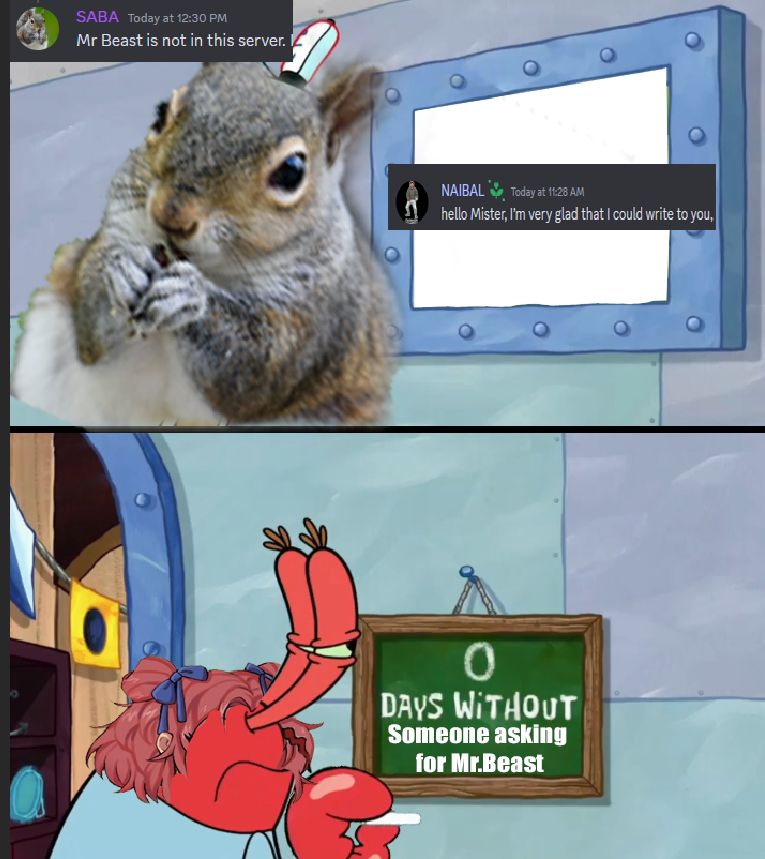 SABA Today at 12:30 PM
Mr Beast is not in this server.
NAIBAL Today at 11:28 AM
hello Mister, I'm very glad that I could write to you,
0
DAYS WiTHOUT
Someone asking
for Mr.Beast